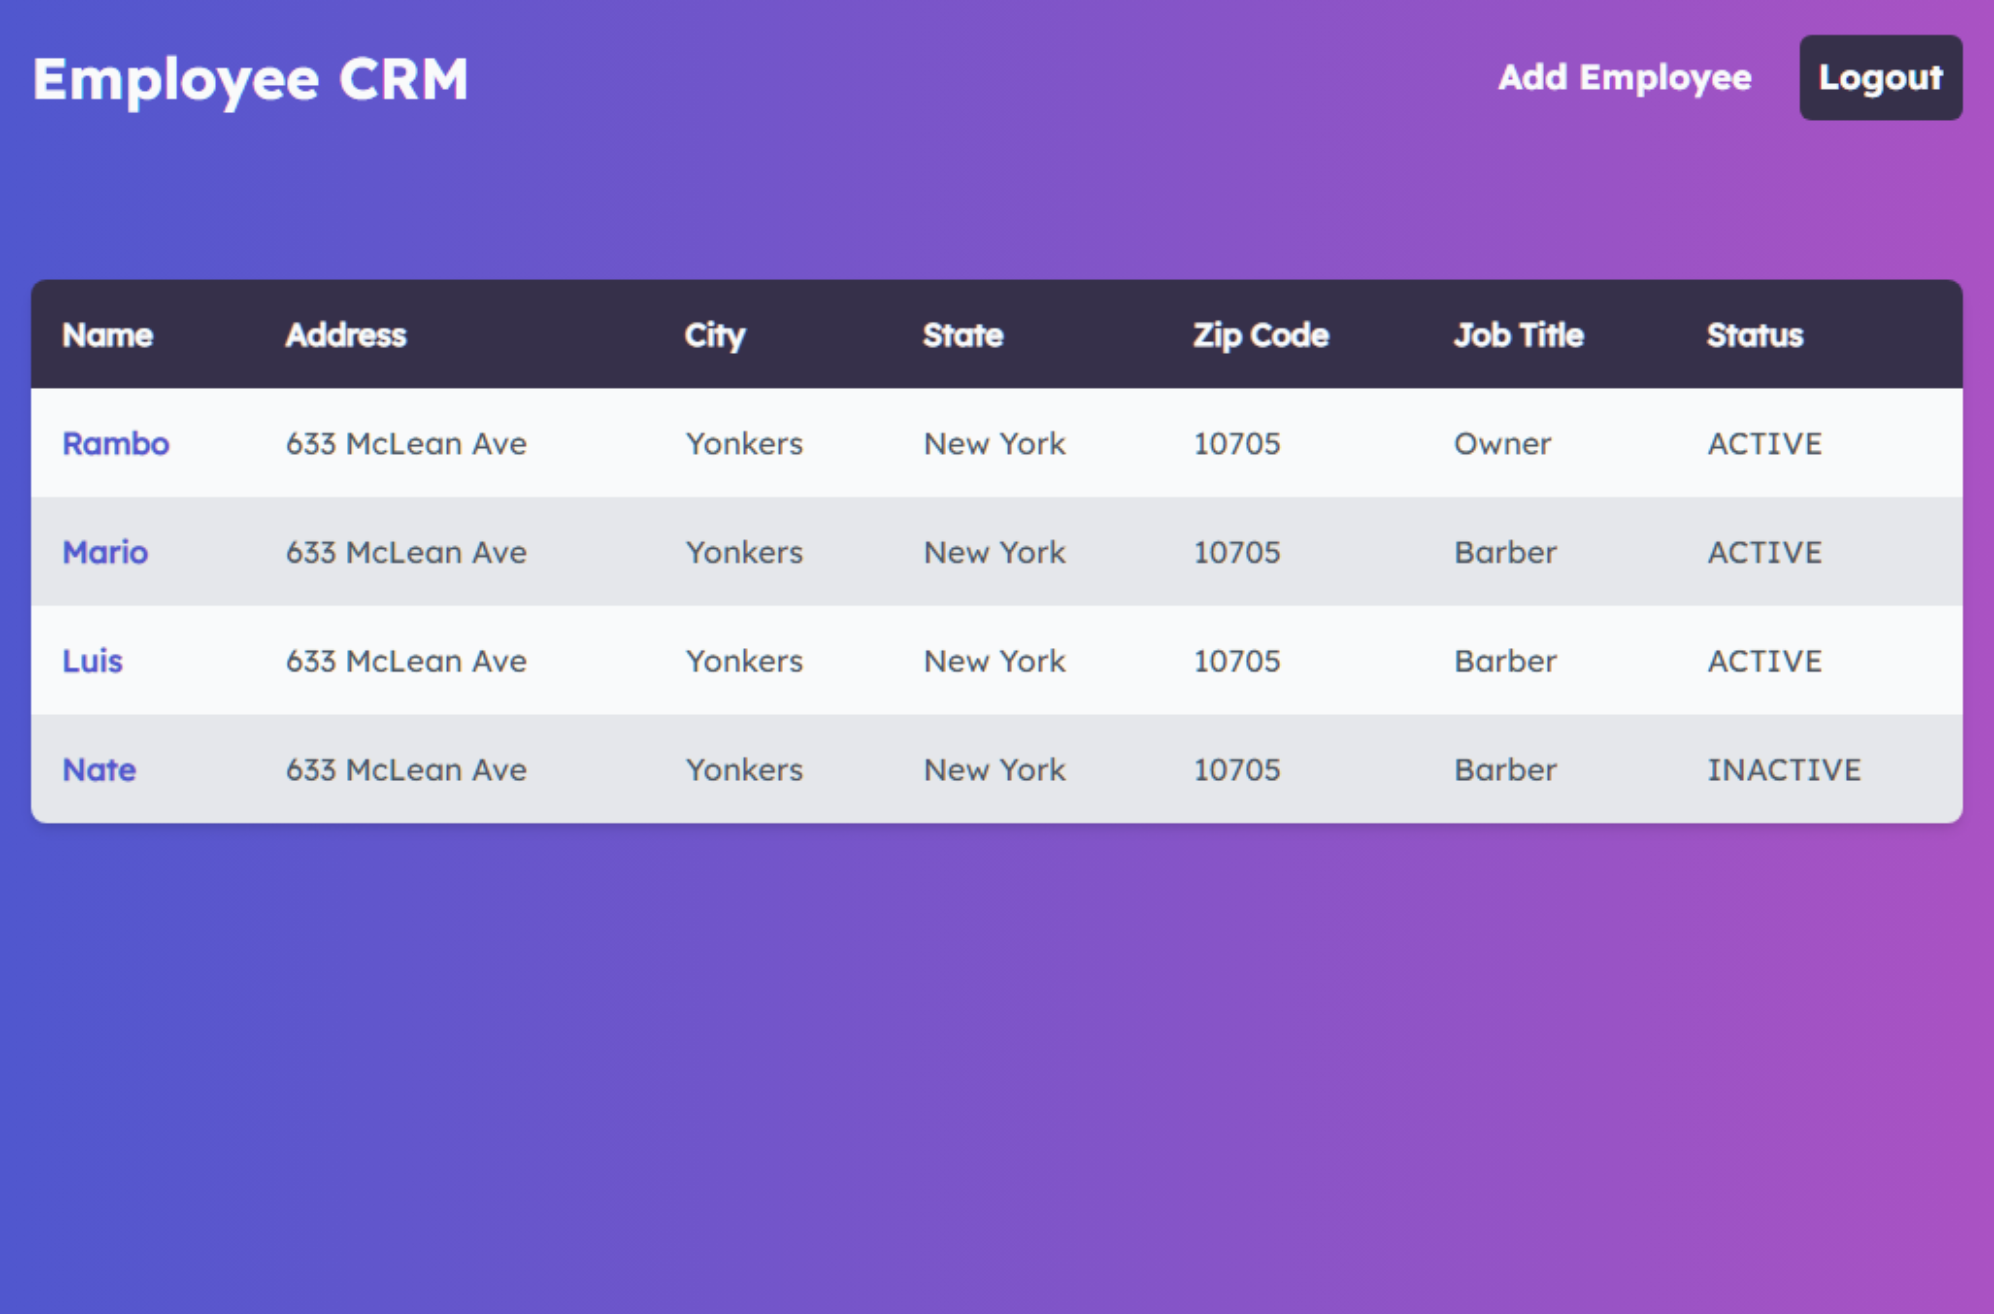 Employee CRM Add Employee Logout
Name Address City State Zip Code Job Title Status
Rambo 633 McLean Ave Yonkers New York 10705 Owner ACTIVE
Mario 633 McLean Ave Yonkers New York 10705 Barber ACTIVE
Luis 633 McLean Ave Yonkers New York 10705 Barber ACTIVE
Nate 633 McLean Ave Yonkers New York 10705 Barber INACTIVE